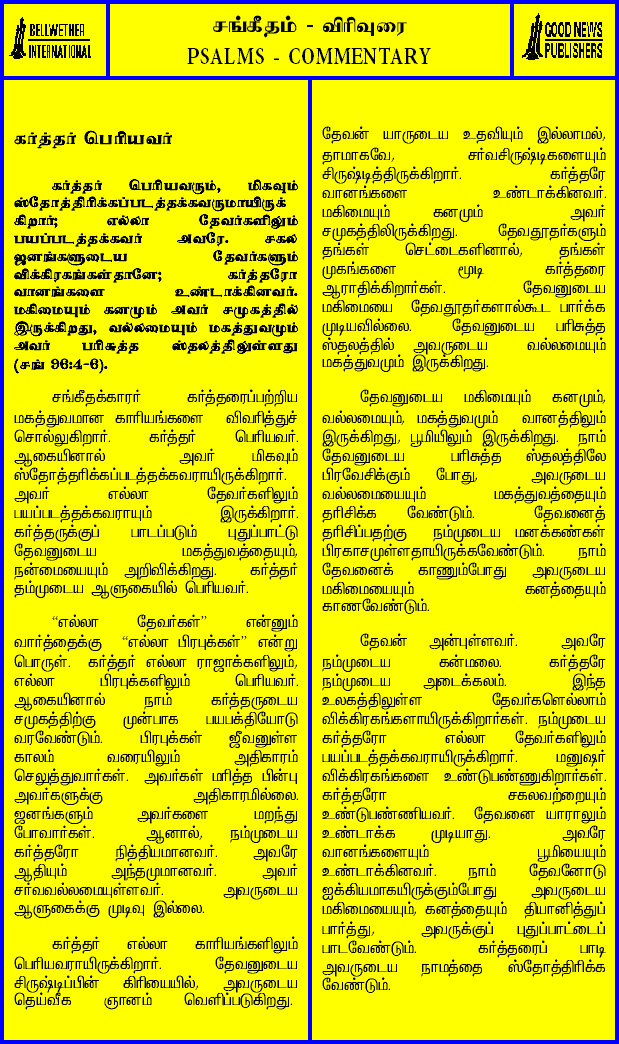 BELLWETHER
INTERNATIONAL
சங்கீதம் - விரிவுரை
PSALMS - COMMENTARY
GOOD NEWS
PUBLISHERS
கர்த்தர் பெரியவர்
கர்த்தர் பெரியவரும், மிகவும்
ஸ்தோத்திரிக்கப்படத்தக்கவருமாயிருக்
கிறார்; எல்லா தேவர்களிலும்
பயப்படத்தக்கவர் அவரே. சகல
ஜனங்களுடைய தேவர்களும்
விக்கிரகங்கள்தானே; கர்த்தரோ
வானங்களை உண்டாக்கினவர்.
மகிமையும் கனமும் அவர் சமுகத்தில்
இருக்கிறது, வல்லமையும் மகத்துவமும்
அவர் பரிசுத்த ஸ்தலத்திலுள்ளது
(சங் 96:4-6).
சங்கீதக்காரர் கர்த்தரைப்பற்றிய
மகத்துவமான காரியங்களை விவரித்துச்
சொல்லுகிறார். கர்த்தர் பெரியவர்.
ஆகையினால் அவர் மிகவும்
ஸ்தோத்தரிக்கப்படத்தக்கவராயிருக்கிறார்.
அவர் எல்லா தேவர்களிலும்
பயப்படத்தக்கவராயும் இருக்கிறார்.
கர்த்தருக்குப் பாடப்படும் புதுப்பாட்டு
தேவனுடைய மகத்துவத்தையும்,
நன்மையையும் அறிவிக்கிறது. கர்த்தர்
தம்முடைய ஆளுகையில் பெரியவர்.
“எல்லா தேவர்கள்” என்னும்
வார்த்தைக்கு “எல்லா பிரபுக்கள்” என்று
பொருள். கர்த்தர் எல்லா ராஜாக்களிலும்,
எல்லா பிரபுக்களிலும் பெரியவர்.
ஆகையினால் நாம் கர்த்தருடைய
சமுகத்திற்கு முன்பாக பயபக்தியோடு
வரவேண்டும். பிரபுக்கள் ஜீவனுள்ள
காலம் வரையிலும் அதிகாரம்
செலுத்துவார்கள். அவர்கள் மரித்த பின்பு
அவர்களுக்கு அதிகாரமில்லை.
ஜனங்களும் அவர்களை மறந்து
போவார்கள். ஆனால், நம்முடைய
கர்த்தரோ நித்தியமானவர். அவரே
ஆதியும் அந்தமுமானவர். அவர்
சர்வவல்லமையுள்ளவர். அவருடைய
ஆளுகைக்கு முடிவு இல்லை.
கர்த்தர் எல்லா காரியங்களிலும்
பெரியவராயிருக்கிறார். தேவனுடைய
சிருஷ்டிப்பின் கிரியையில், அவருடைய
தெய்வீக ஞானம் வெளிப்படுகிறது.
தேவன் யாருடைய உதவியும் இல்லாமல்,
தாமாகவே, சர்வசிருஷ்டிகளையும்
சிருஷ்டித்திருக்கிறார். கர்த்தரே
வானங்களை உண்டாக்கினவர்.
மகிமையும் கனமும் அவர்
சமுகத்திலிருக்கிறது. தேவதூதர்களும்
தங்கள் செட்டைகளினால், தங்கள்
முகங்களை மூடி கர்த்தரை
ஆராதிக்கிறார்கள். தேவனுடைய
மகிமையை தேவதூதர்களால்கூட பார்க்க
முடியவில்லை. தேவனுடைய பரிசுத்த
ஸ்தலத்தில் அவருடைய வல்லமையும்
மகத்துவமும் இருக்கிறது.
தேவனுடைய மகிமையும் கனமும்,
வல்லமையும், மகத்துவமும் வானத்திலும்
இருக்கிறது, பூமியிலும் இருக்கிறது. நாம்
தேவனுடைய பரிசுத்த ஸ்தலத்திலே
பிரவேசிக்கும் போது, அவருடைய
வல்லமையையும் மகத்துவத்தையும்
தரிசிக்க வேண்டும். தேவனைத்
தரிசிப்பதற்கு நம்முடைய மனக்கண்கள்
பிரகாசமுள்ளதாயிருக்கவேண்டும். நாம்
தேவனைக் காணும்போது அவருடைய
மகிமையையும் கனத்தையும்
காணவேண்டும்.
தேவன் அன்புள்ளவர். அவரே
நம்முடைய கன்மலை. கர்த்தரே
நம்முடைய அடைக்கலம். இந்த
உலகத்திலுள்ள தேவர்களெல்லாம்
விக்கிரகங்களாயிருக்கிறார்கள். நம்முடைய
கர்த்தரோ எல்லா தேவர்களிலும்
பயப்படத்தக்கவராயிருக்கிறார். மனுஷர்
விக்கிரகங்களை உண்டுபண்ணுகிறார்கள்.
கர்த்தரோ சகலவற்றையும்
உண்டுபண்ணியவர். தேவனை யாராலும்
உண்டாக்க முடியாது. அவரே
வானங்களையும் பூமியையும்
உண்டாக்கினவர். நாம் தேவனோடு
ஐக்கியமாகயிருக்கும்போது அவருடைய
மகிமையையும், கனத்தையும் தியானித்துப்
பார்த்து, அவருக்குப் புதுப்பாட்டைப்
பாடவேண்டும். கர்த்தரைப் பாடி
அவருடைய நாமத்தை ஸ்தோத்திரிக்க
வேண்டும்.